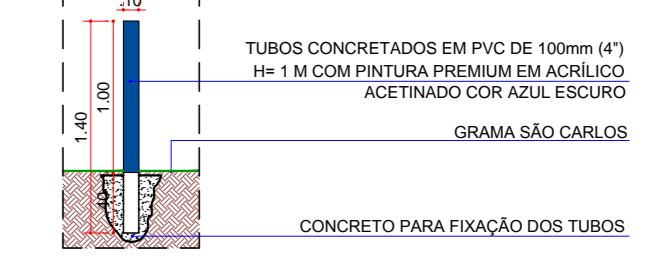 .10
TUBOS CONCRETADOS EM PVC DE 100mm (4")
H= 1 M COM PINTURA PREMIUM EM ACRÍLICO
ACETINADO COR AZUL ESCURO
1.00
1.40
GRAMA SÃO CARLOS
.40
CONCRETO PARA FIXAÇÃO DOS TUBOS